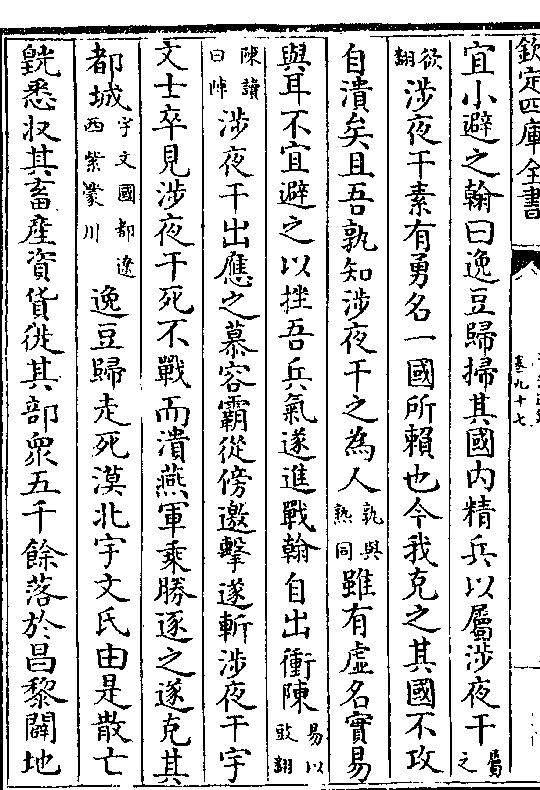 欽定四庫全書
卷九十七
宜小避之翰曰逸豆歸掃其國内精兵以屬涉夜干屬之
欲翻涉夜干素有勇名一國所賴也今我克之其國不攻
自潰矣且吾孰知涉夜干之為人孰與熟同雖有虛名實易
與耳不宜避之以挫吾兵氣遂進戰翰自出衝陳易以豉翻
陳讀曰陣涉夜干出應之慕容霸從傍邀擊遂斬涉夜干宇
文士卒見涉夜干死不戰而潰燕軍乘勝逐之遂克其
都城宇文國都遼西紫濛川逸豆歸走死漠北宇文氏由是散亡
皝悉收其畜產資貨徙其部衆五千餘落於昌黎闢地